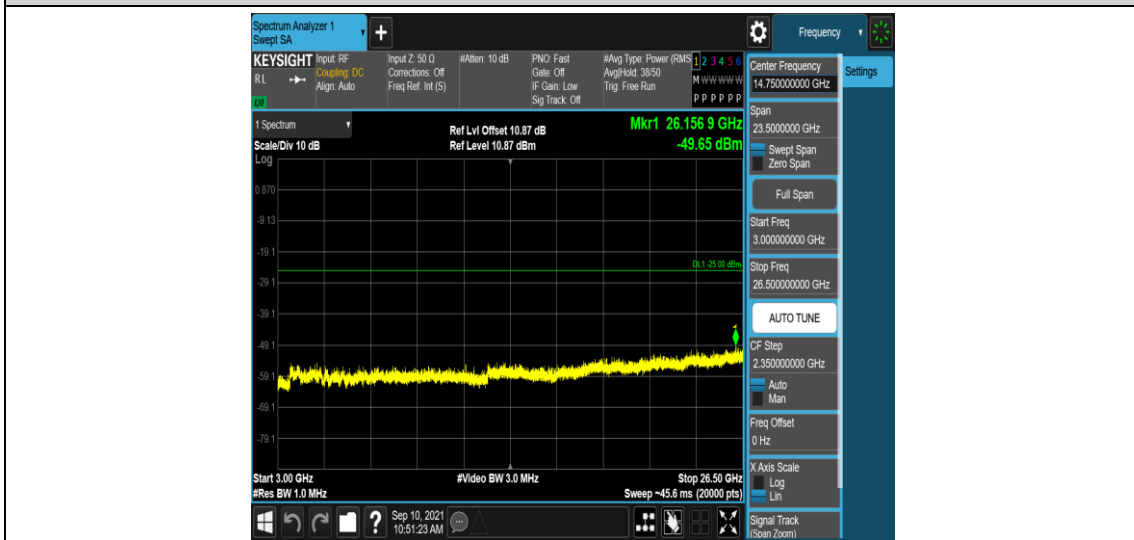 Spectrum Analyzer 1
Swept SA
+
Frequency
KEYSIGHT
RL
LXI
Input: RF
Coupling: DC
Align: Auto
Input Z: 50 Ω
Corrections: Off
Freq Ref: Int (S)
#Atten: 10 dB
PNO: Fast
Gate: Off
IF Gain: Low
Sig Track: Off
#Avg Type: Power (RMS
Avg|Hold: 38/50
Trig: Free Run
1 2 3 4 5 6
M W W W W W
P P P P P P
1 Spectrum
Scale/Div 10 dB
Log
Ref Lvl Offset 10.87 dB
Ref Level 10.87 dBm
Mkr1 26.156 9 GHz
-49.65 dBm
0.870
-9.13
-19.1
DL1 -25.00 dBm
-29.1
-39.1
1
-49.1
-59.1
-69.1
-79.1
Start 3.00 GHz
#Video BW 3.0 MHz
Stop 26.50 GHz
#Res BW 1.0 MHz
Sweep ~45.6 ms (20000 pts)
?
Sep 10, 2021
10:51:23 AM
Center Frequency
14.750000000 GHz
Settings
Span
23.5000000 GHz
Swept Span
Zero Span
Full Span
Start Freq
3.000000000 GHz
Stop Freq
26.500000000 GHz
AUTO TUNE
CF Step
2.350000000 GHz
Auto
Man
Freq Offset
0 Hz
X Axis Scale
Log
Lin
Signal Track
(Span Zoom)